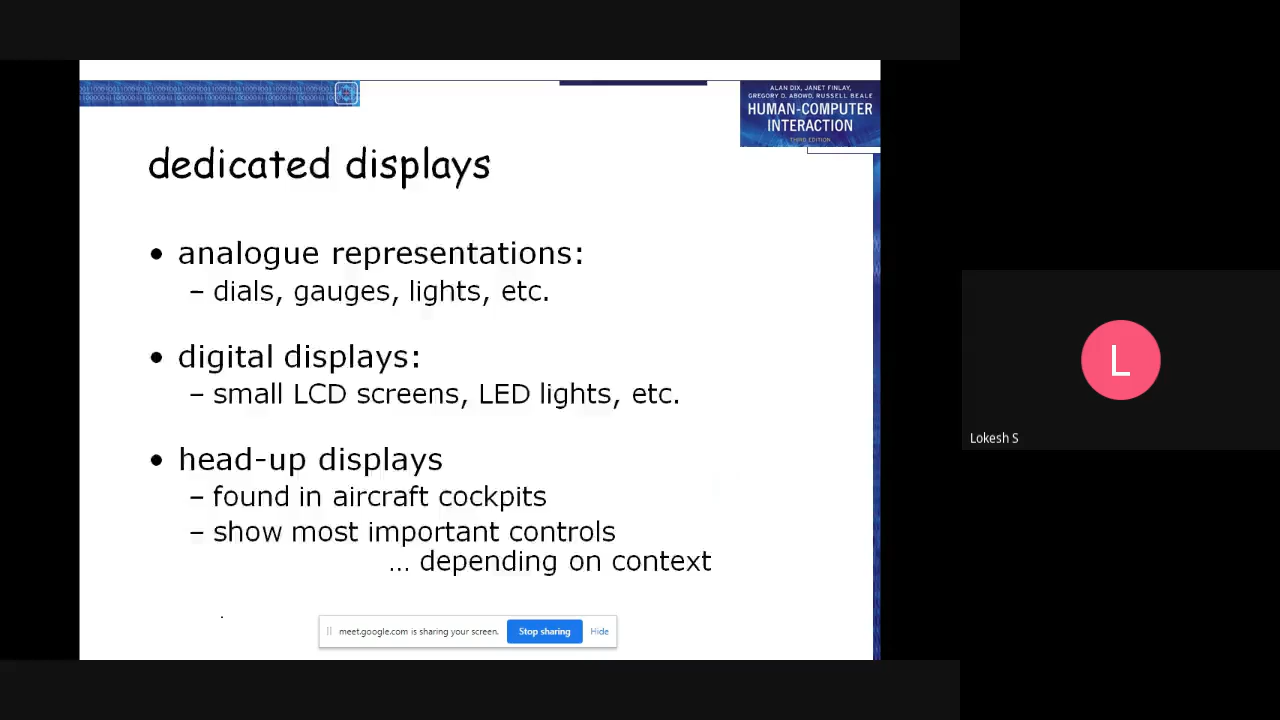 ALAN DIX, JANET FINLAY,
GREGORY D. ABOWD, RUSSELL BEALE
HUMAN-COMPUTER
INTERACTION
THIRD EDITION
dedicated displays
• analogue representations:
– dials, gauges, lights, etc.
• digital displays:
– small LCD screens, LED lights, etc.
• head-up displays
– found in aircraft cockpits
– show most important controls
… depending on context
meet.google.com is sharing your screen.
Stop sharing
Hide
L
Lokesh S